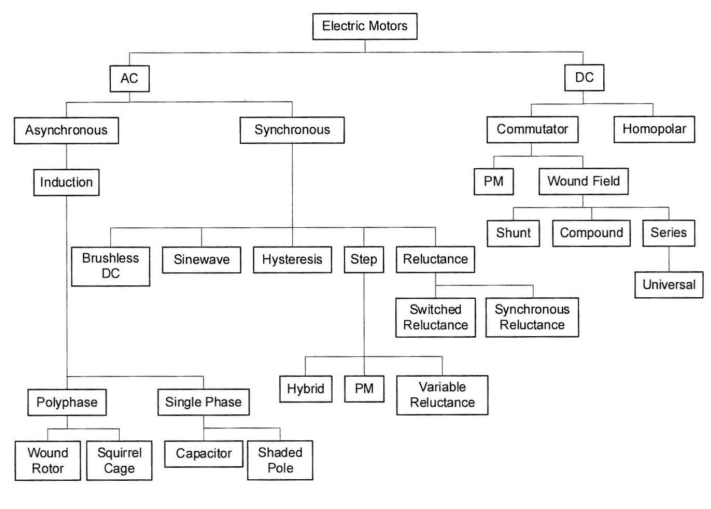 Electric Motors
AC
DC
Asynchronous
Synchronous
Commutator
Homopolar
Induction
PM
Wound Field
Shunt
Compound
Series
Brushless
DC
Sinewave
Hysteresis
Step
Reluctance
Universal
Switched
Reluctance
Synchronous
Reluctance
Hybrid
PM
Variable
Reluctance
Polyphase
Single Phase
Wound
Rotor
Squirrel
Cage
Capacitor
Shaded
Pole